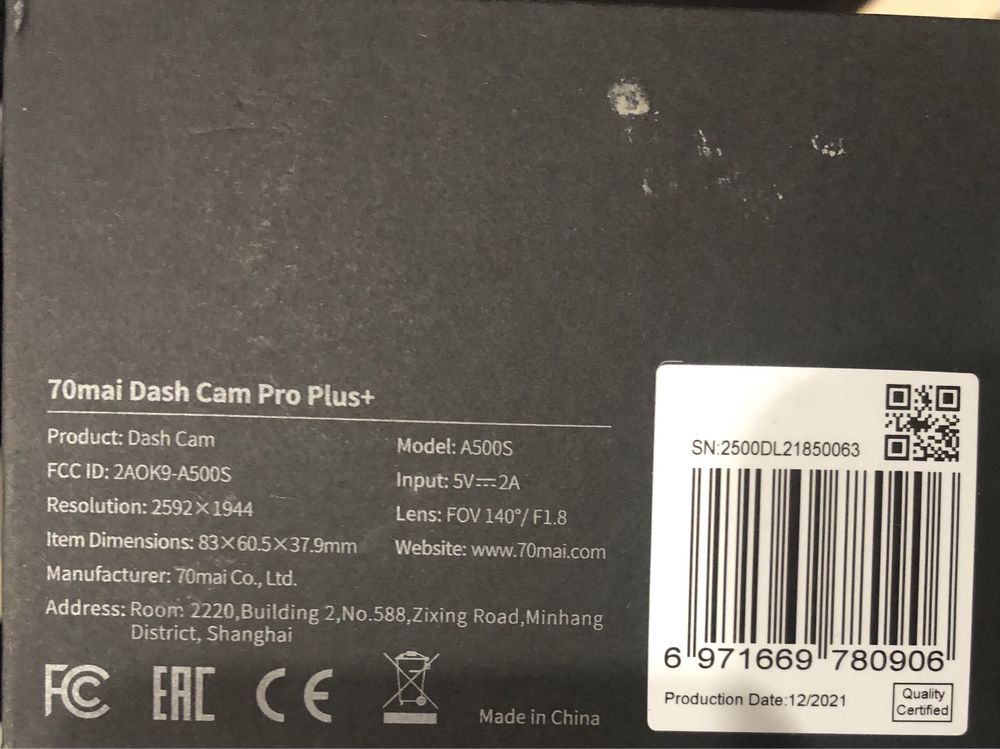 70mai Dash Cam Pro Plus+
Product: Dash Cam
FCC ID: 2AOK9-A500S
Resolution: 2592×1944
Item Dimensions: 83×60.5×37.9mm
Manufacturer: 70mai Co., Ltd.
Address: Room 2220,Building 2,No.588,Zixing Road,Minhang
District, Shanghai
Model: A500S
Input: 5V⎓2A
Lens: FOV 140°/ F1.8
Website: www.70mai.com
FC
EAC
CE
Made in China
SN:2500DL21850063
6 971669 780906
Production Date:12/2021
Quality
Certified